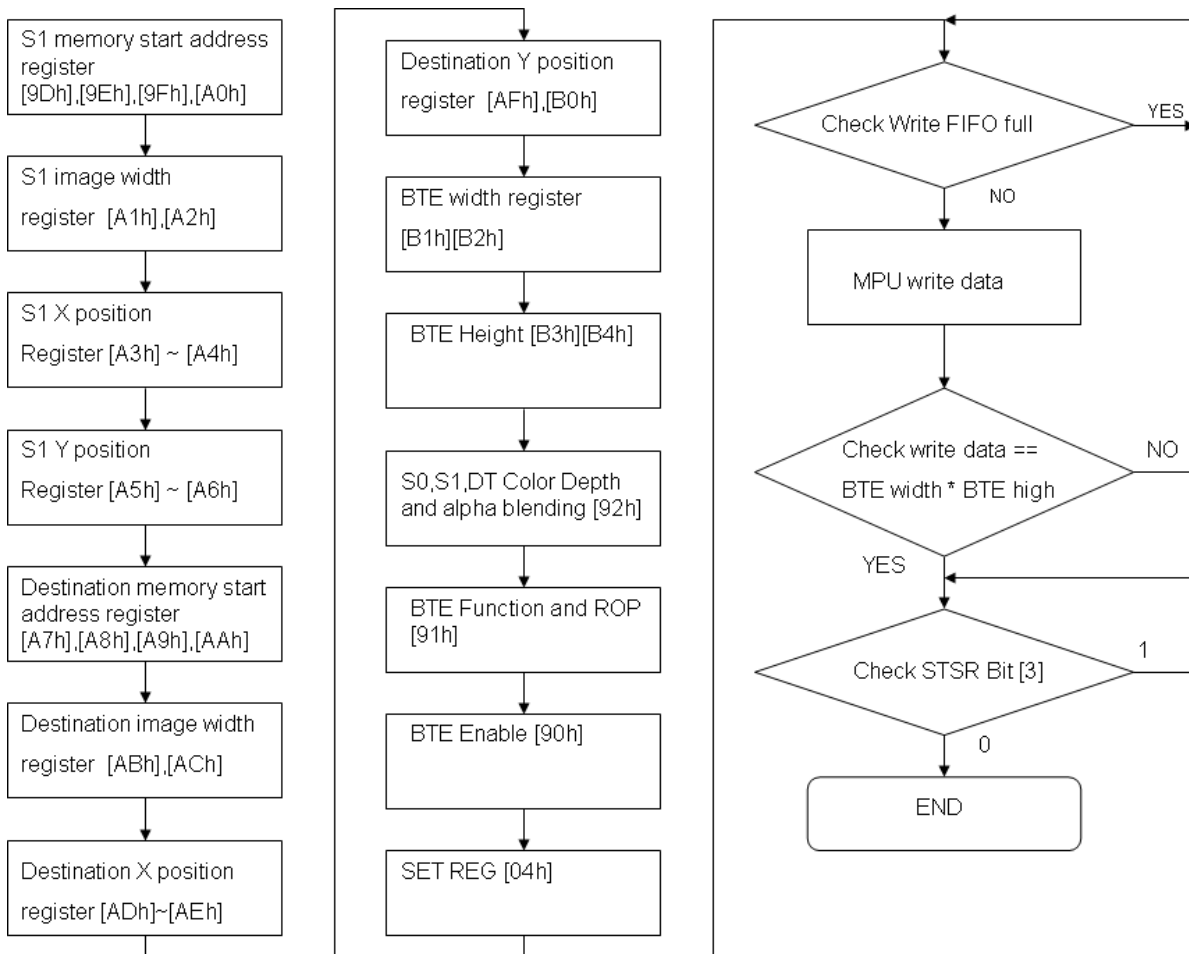 S1 memory start address
register
[9Dh],[9Eh],[9Fh],[A0h]
S1 image width
register [A1h],[A2h]
S1 X position
Register [A3h] ~ [A4h]
S1 Y position
Register [A5h] ~ [A6h]
Destination memory start
address register
[A7h],[A8h],[A9h],[AAh]
Destination image width
register [ABh],[ACh]
Destination X position
register [ADh]~[AEh]
Destination Y position
register [AFh],[B0h]
BTE width register
[B1h][B2h]
BTE Height [B3h][B4h]
S0,S1,DT Color Depth
and alpha blending [92h]
BTE Function and ROP
[91h]
BTE Enable [90h]
SET REG [04h]
Check Write FIFO full
YES
NO
MPU write data
Check write data ==
BTE width * BTE high
NO
YES
Check STSR Bit [3]
1
0
END